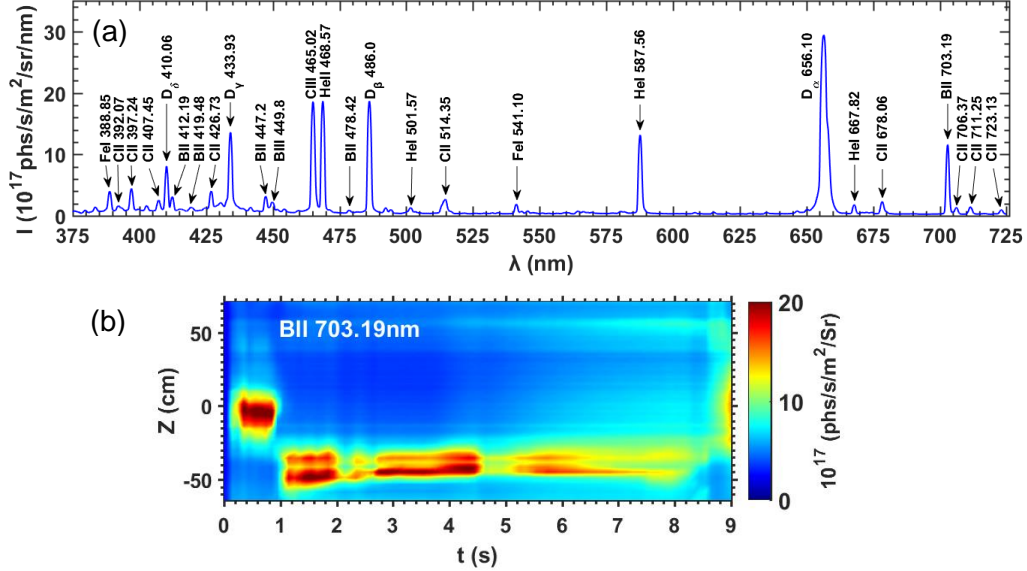 (a)
I (10^17 phs/s/m^2/sr/nm)
30
20
10
0
FeI 388.85
CII 392.07
CII 397.24
CII 407.45
Dδ 410.06
BII 412.19
BII 419.48
CII 426.73
Dγ 433.93
BII 447.2
BIII 449.8
CIII 465.02
HeII 468.57
BII 478.42
Dβ 486.0
HeI 501.57
CII 514.35
FeI 541.10
HeI 587.56
Dα 656.10
HeI 667.82
CII 678.06
BII 703.19
CII 706.37
CII 711.25
CII 723.13
375 400 425 450 475 500 525 550 575 600 625 650 675 700 725
λ (nm)
(b)
BII 703.19nm
Z (cm)
50
0
-50
0 1 2 3 4 5 6 7 8 9
t (s)
20
10
0
10^17 (phs/s/m^2/Sr)